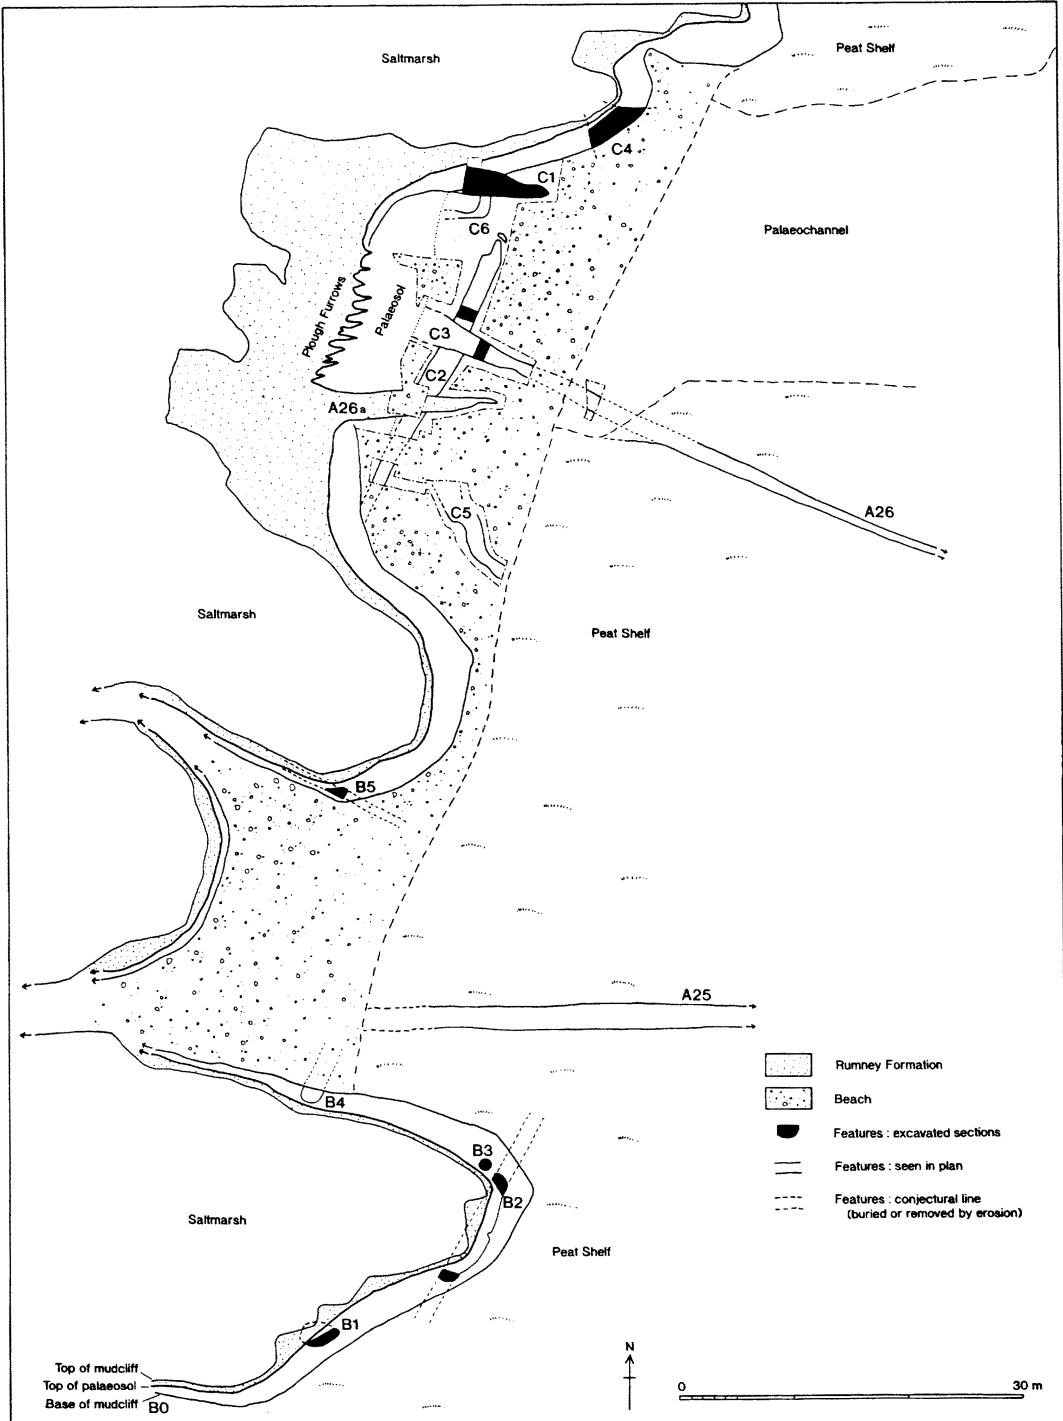 Saltmarsh
Peat Shelf
C4
C1
C6
Palaeochannel
Plough Furrows
Palaeosol
C3
C2
A26a
C5
A26
Saltmarsh
Peat Shelf
B5
A25
Rumney Formation
Beach
Features : excavated sections
Features : seen in plan
Features : conjectural line
(buried or removed by erosion)
B4
B3
B2
Saltmarsh
Peat Shelf
B1
N
Top of mudcliff
Top of palaeosol
Base of mudcliff
B0
0
30 m